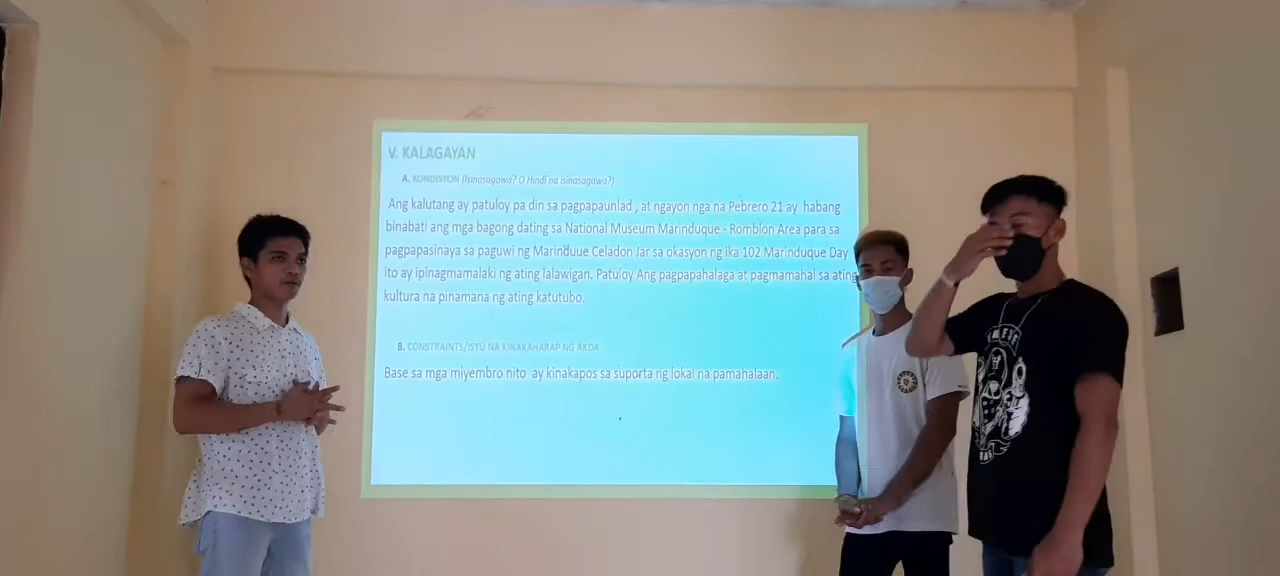 V. KALAGAYAN
A. KONDISYON (Isinasagawa? O Hindi na isinasagawa?)
Ang kalutang ay patuloy pa din sa pagpapaunlad , at ngayon nga na Pebrero 21 ay habang
binabati ang mga bagong dating sa National Museum Marinduque - Romblon Area para sa
pagpapasinaya sa paguwi ng Marinduue Celadon Jar sa okasyon ng ika 102 Marinduque Day
ito ay ipinagmamalaki ng ating lalawigan. Patuloy Ang pagpapahalaga at pagmamahal sa ating
kultura na pinamana ng ating katutubo.
B. CONSTRAINTS/ISYU NA KINAKAHARAP NG AKDA
Base sa mga miyembro nito ay kinakapos sa suporta ng lokal na pamahalaan.